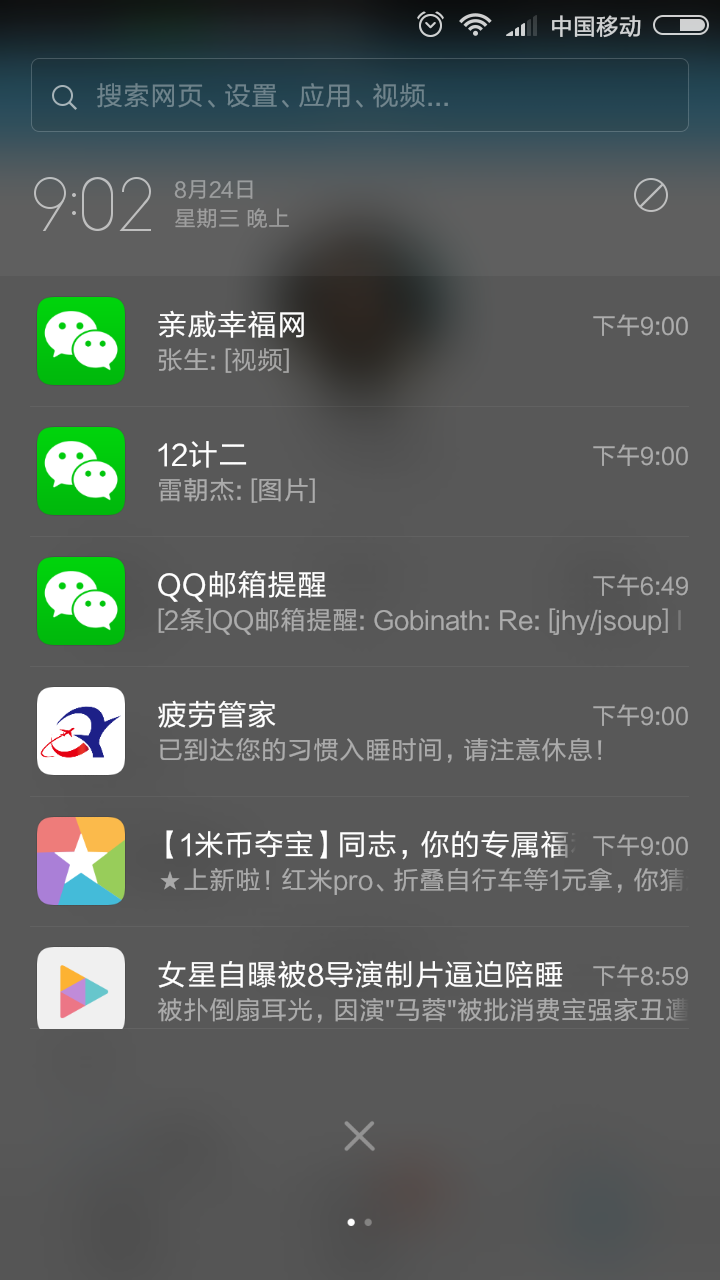 中国移动
搜索网页、设置、应用、视频...
9:02
8月24日
星期三 晚上
亲戚幸福网
下午9:00
张生: [视频]
12计二
下午9:00
雷朝杰: [图片]
QQ邮箱提醒
下午6:49
[2条]QQ邮箱提醒: Gobinath: Re: [jhy/jsoup]
疲劳管家
下午9:00
已到达您的习惯入睡时间，请注意休息！
【1米币夺宝】同志，你的专属福
下午9:00
★上新啦！红米pro、折叠自行车等1元拿，你猜
女星自曝被8导演制片逼迫陪睡
下午8:59
被扑倒扇耳光，因演"马蓉"被批消费宝强家丑遭